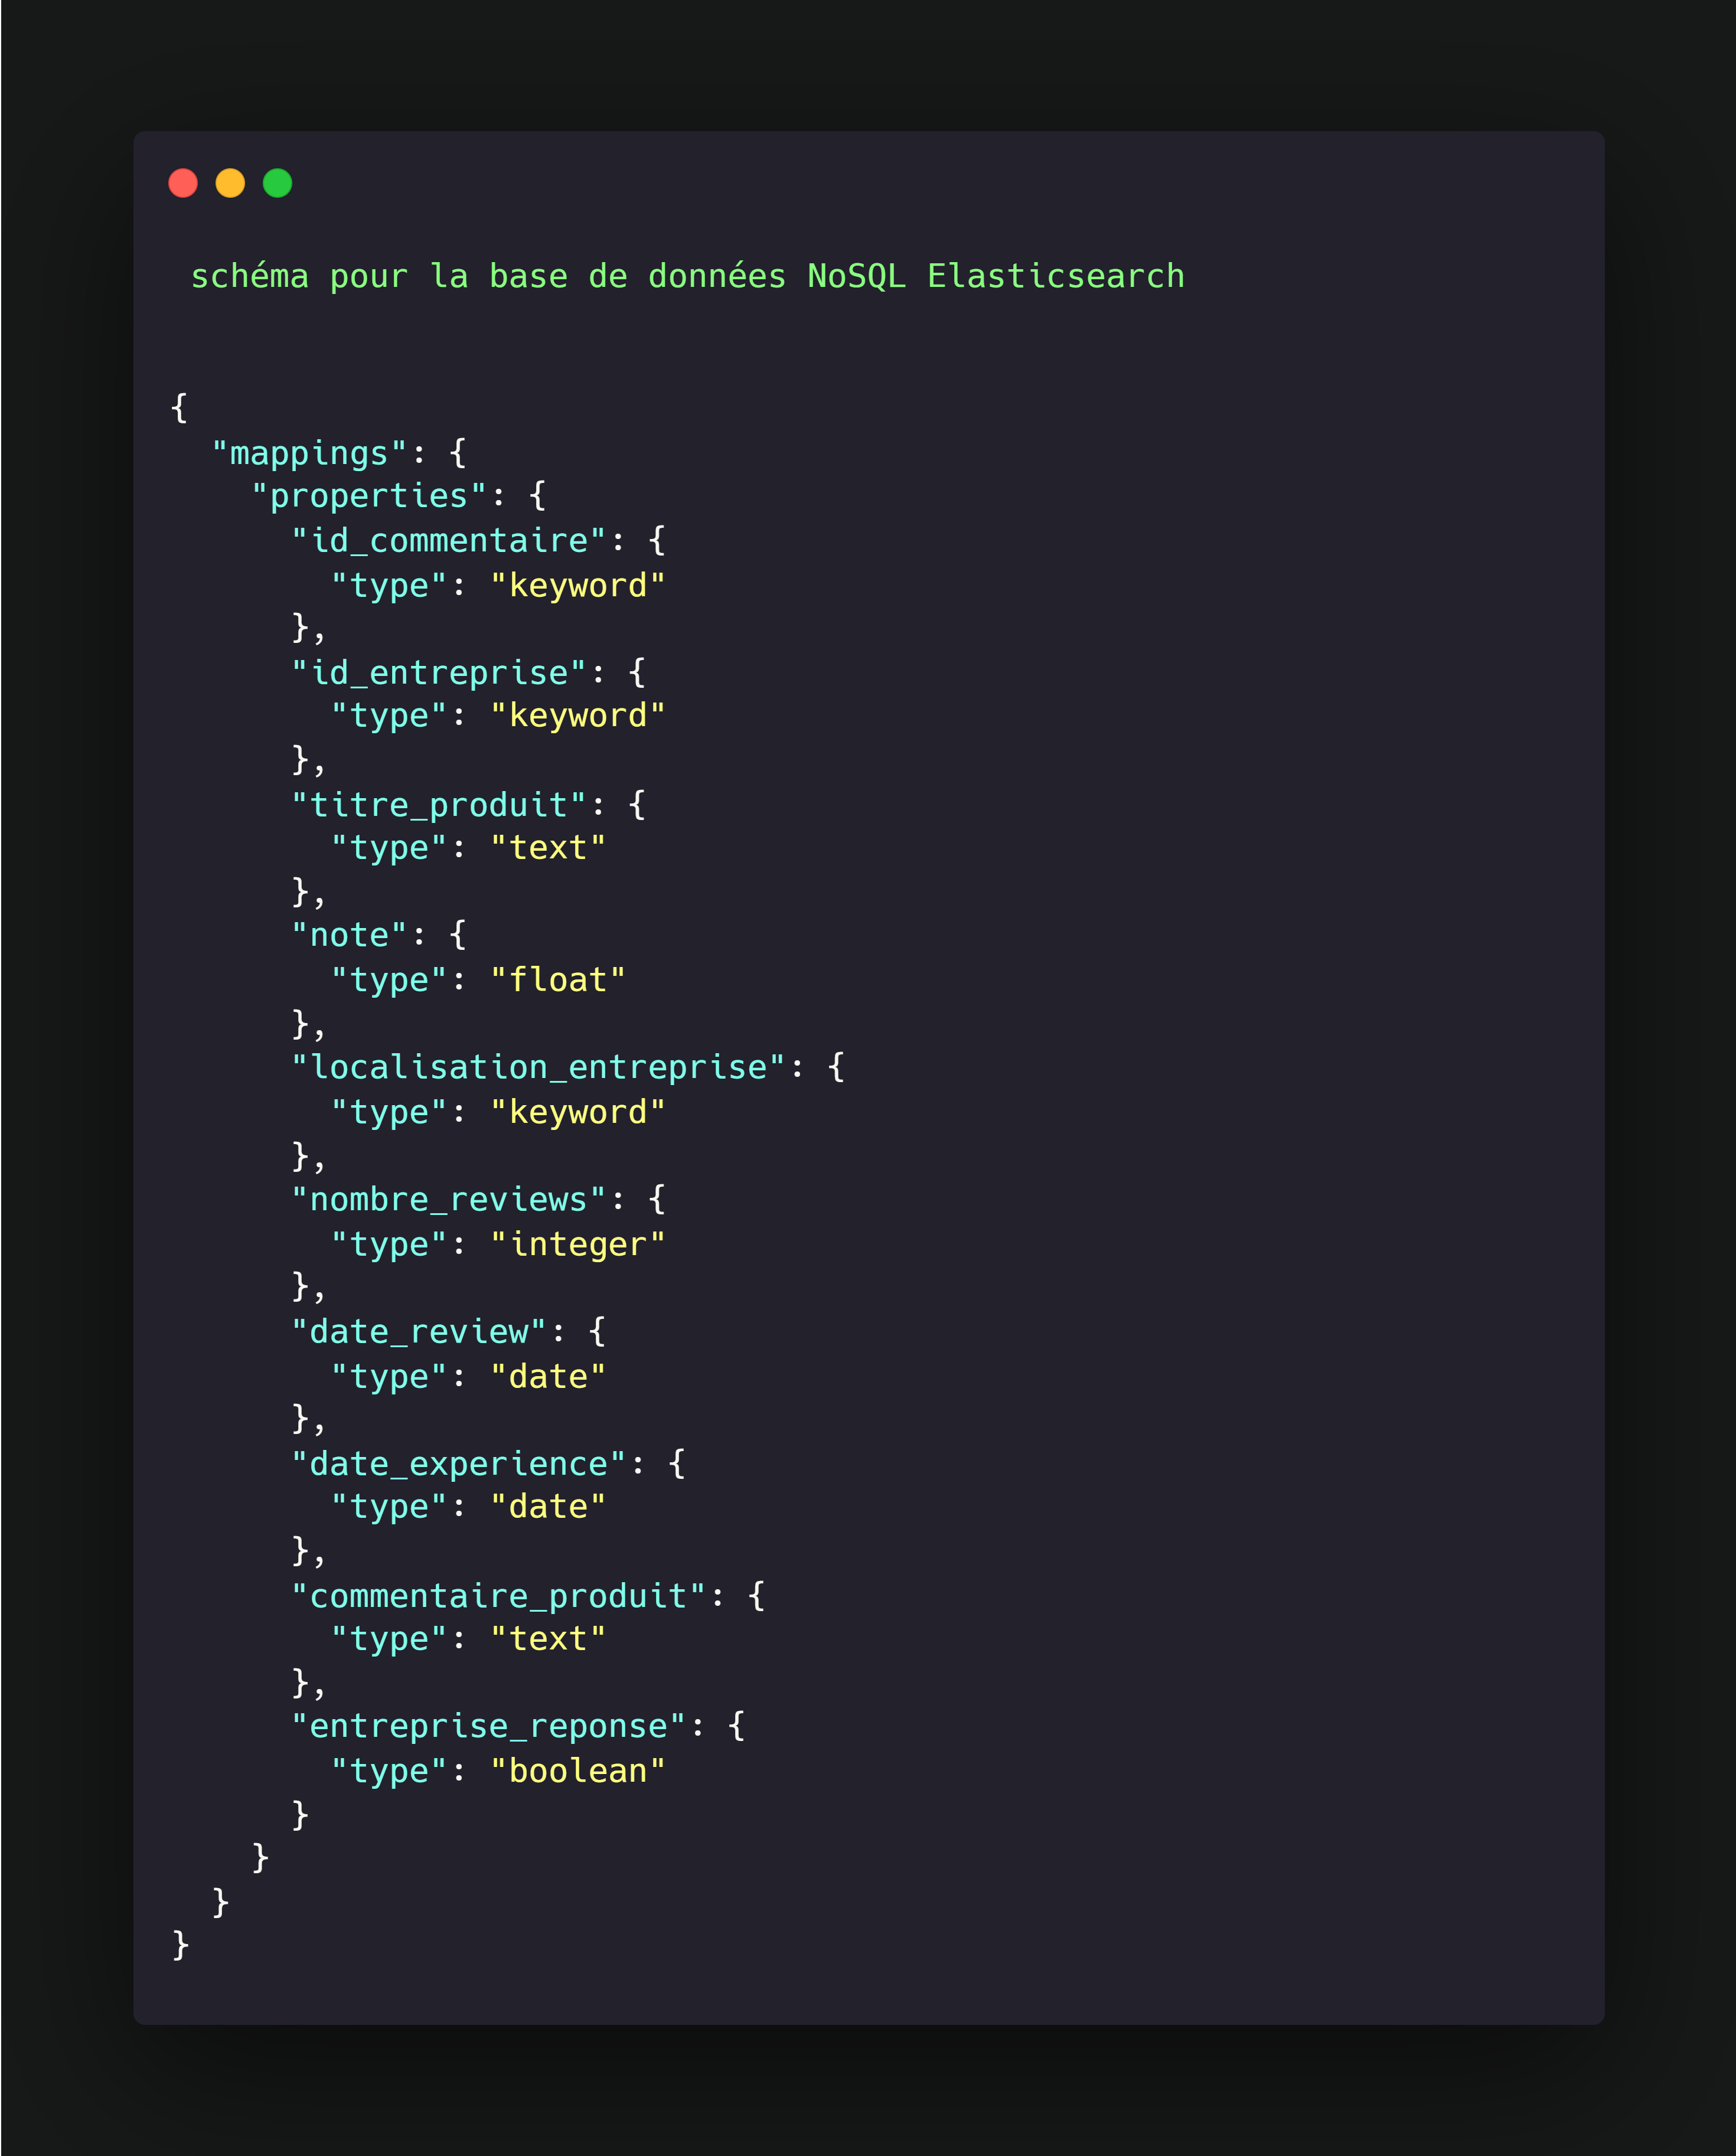 schéma pour la base de données NoSQL Elasticsearch
{
  "mappings": {
    "properties": {
      "id_commentaire": {
        "type": "keyword"
      },
      "id_entreprise": {
        "type": "keyword"
      },
      "titre_produit": {
        "type": "text"
      },
      "note": {
        "type": "float"
      },
      "localisation_entreprise": {
        "type": "keyword"
      },
      "nombre_reviews": {
        "type": "integer"
      },
      "date_review": {
        "type": "date"
      },
      "date_experience": {
        "type": "date"
      },
      "commentaire_produit": {
        "type": "text"
      },
      "entreprise_reponse": {
        "type": "boolean"
      }
    }
  }
}